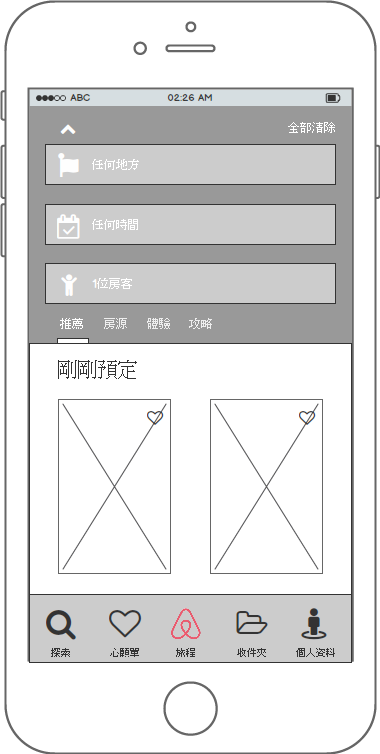 ABC 02:26 AM
全部清除
任何地方
任何時間
1位房客
推薦 房源 體驗 攻略
剛剛預定
探索 心願單 旅程 收件夾 個人資料